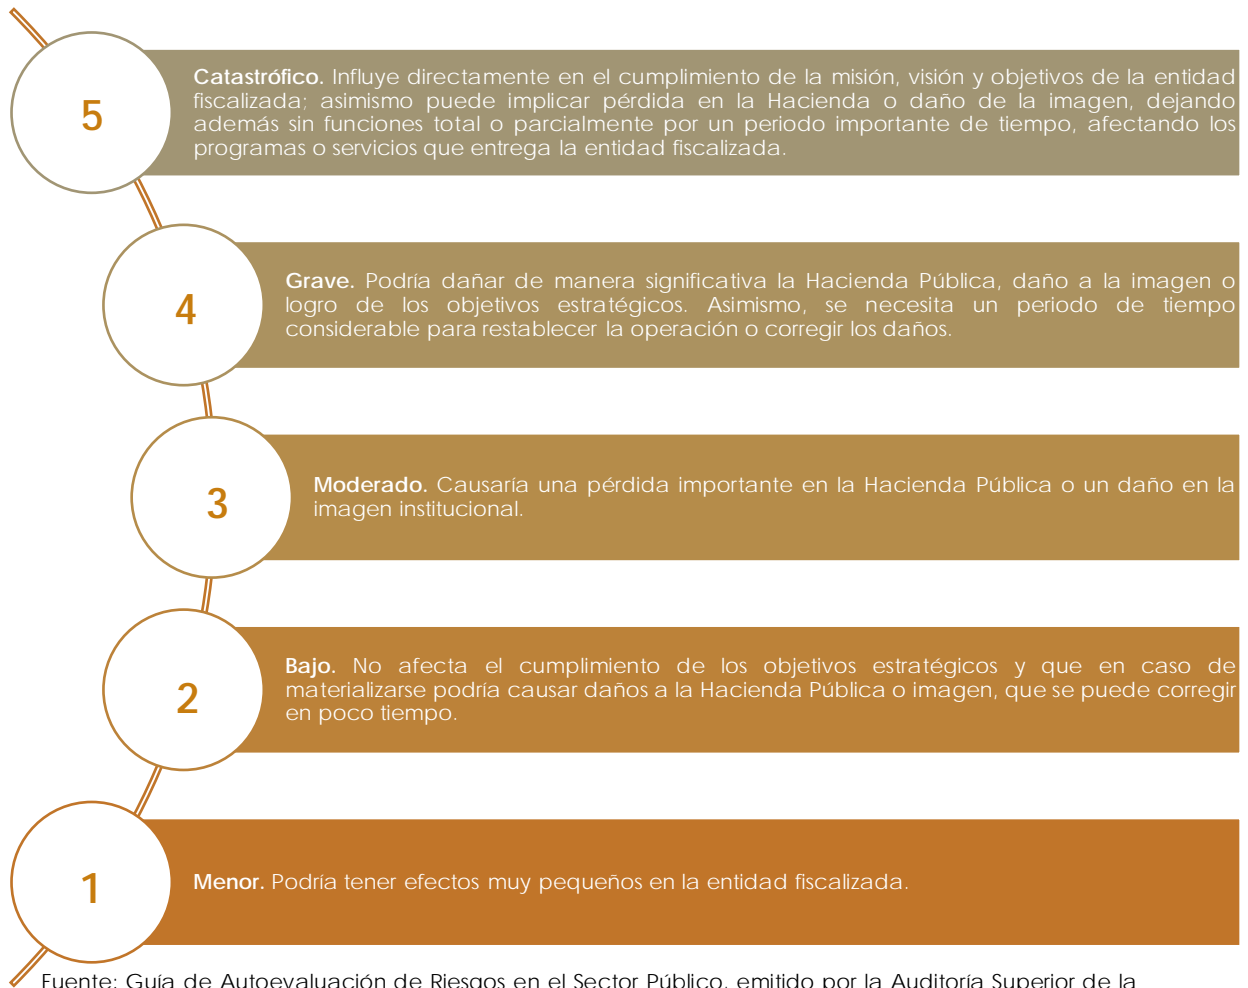 5
Catastrófico. Influye directamente en el cumplimiento de la misión, visión y objetivos de la entidad
fiscalizada; asimismo puede implicar pérdida en la Hacienda o daño de la imagen, dejando
además sin funciones total o parcialmente por un periodo importante de tiempo, afectando los
programas o servicios que entrega la entidad fiscalizada.
4
Grave. Podría dañar de manera significativa la Hacienda Pública, daño a la imagen o
logro de los objetivos estratégicos. Asimismo, se necesita un periodo de tiempo
considerable para restablecer la operación o corregir los daños.
3
Moderado. Causaría una pérdida importante en la Hacienda Pública o un daño en la
imagen institucional.
2
Bajo. No afecta el cumplimiento de los objetivos estratégicos y que en caso de
materializarse podría causar daños a la Hacienda Pública o imagen, que se puede corregir
en poco tiempo.
1
Menor. Podría tener efectos muy pequeños en la entidad fiscalizada.
Fuente: Guía de Autoevaluación de Riesgos en el Sector Público, emitido por la Auditoría Superior de la